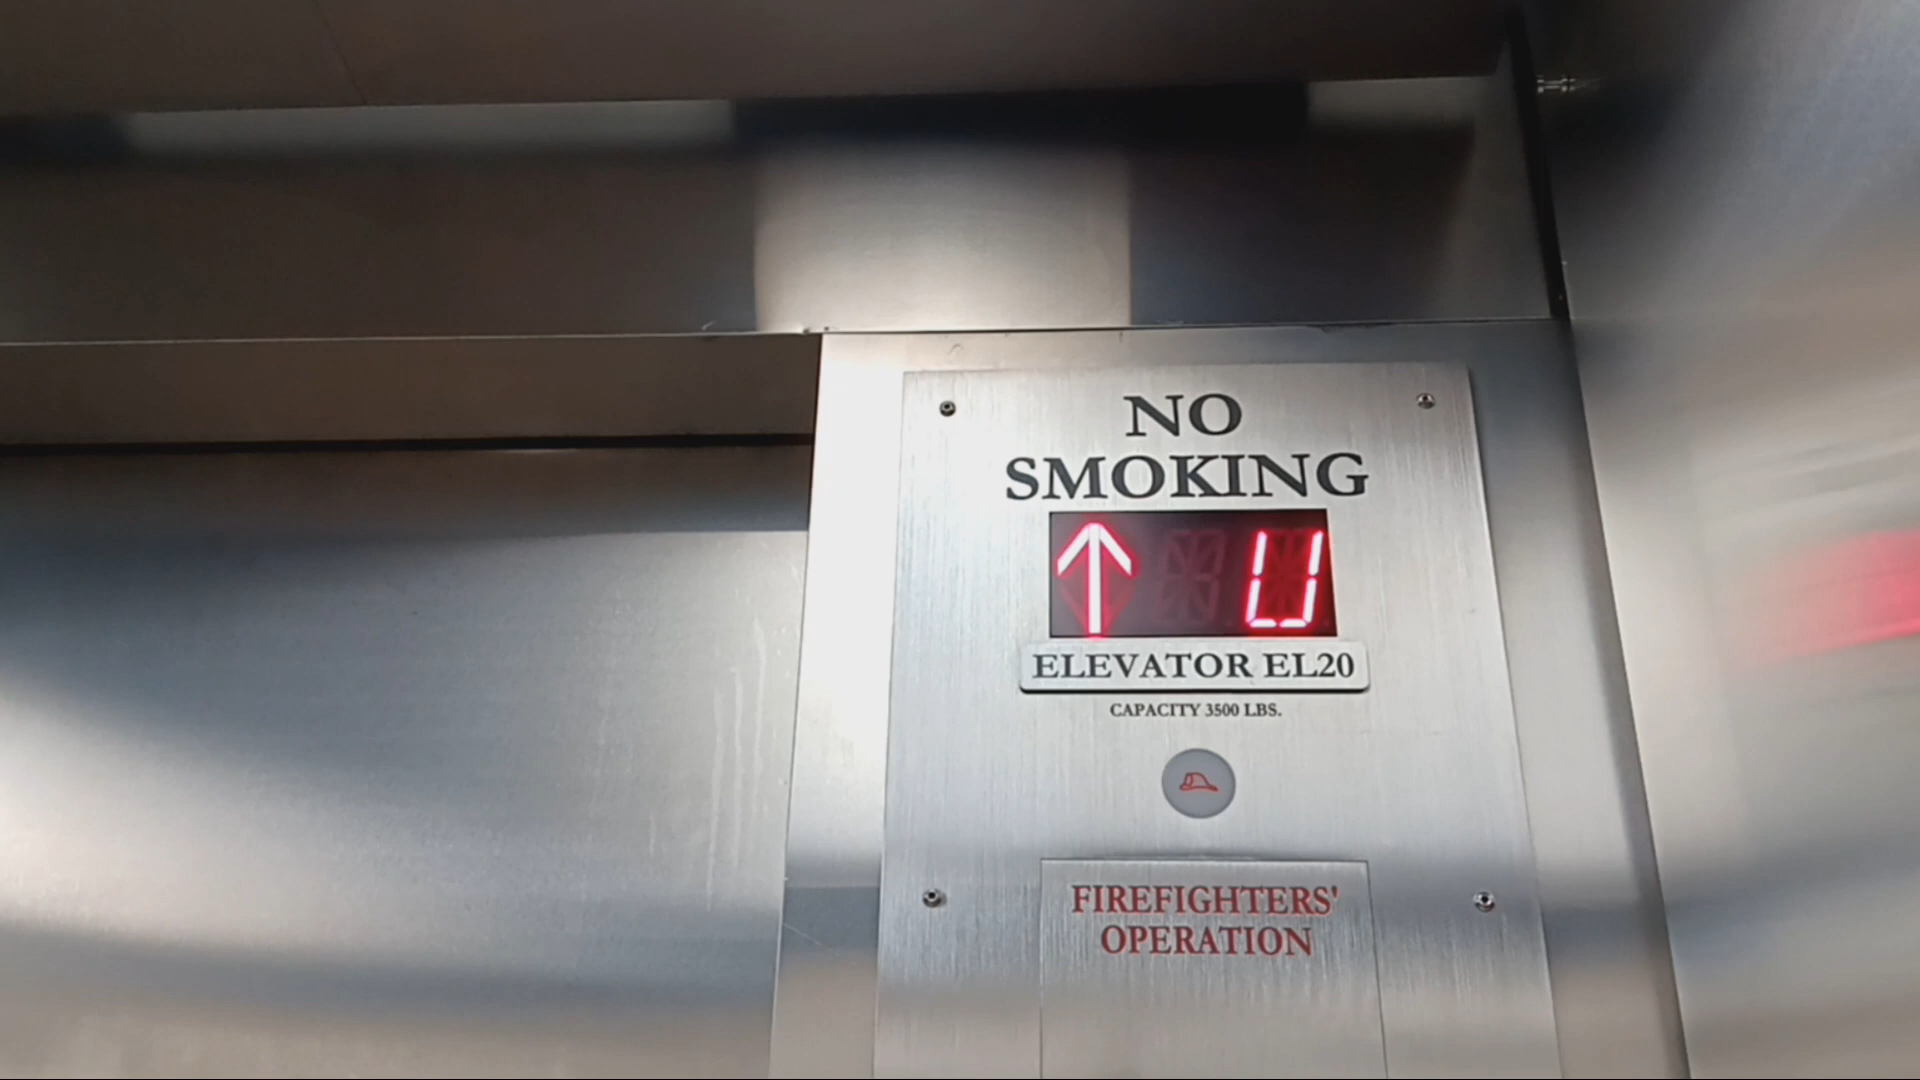 NO
SMOKING
↑ U
ELEVATOR EL20
CAPACITY 3500 LBS.
FIREFIGHTERS'
OPERATION